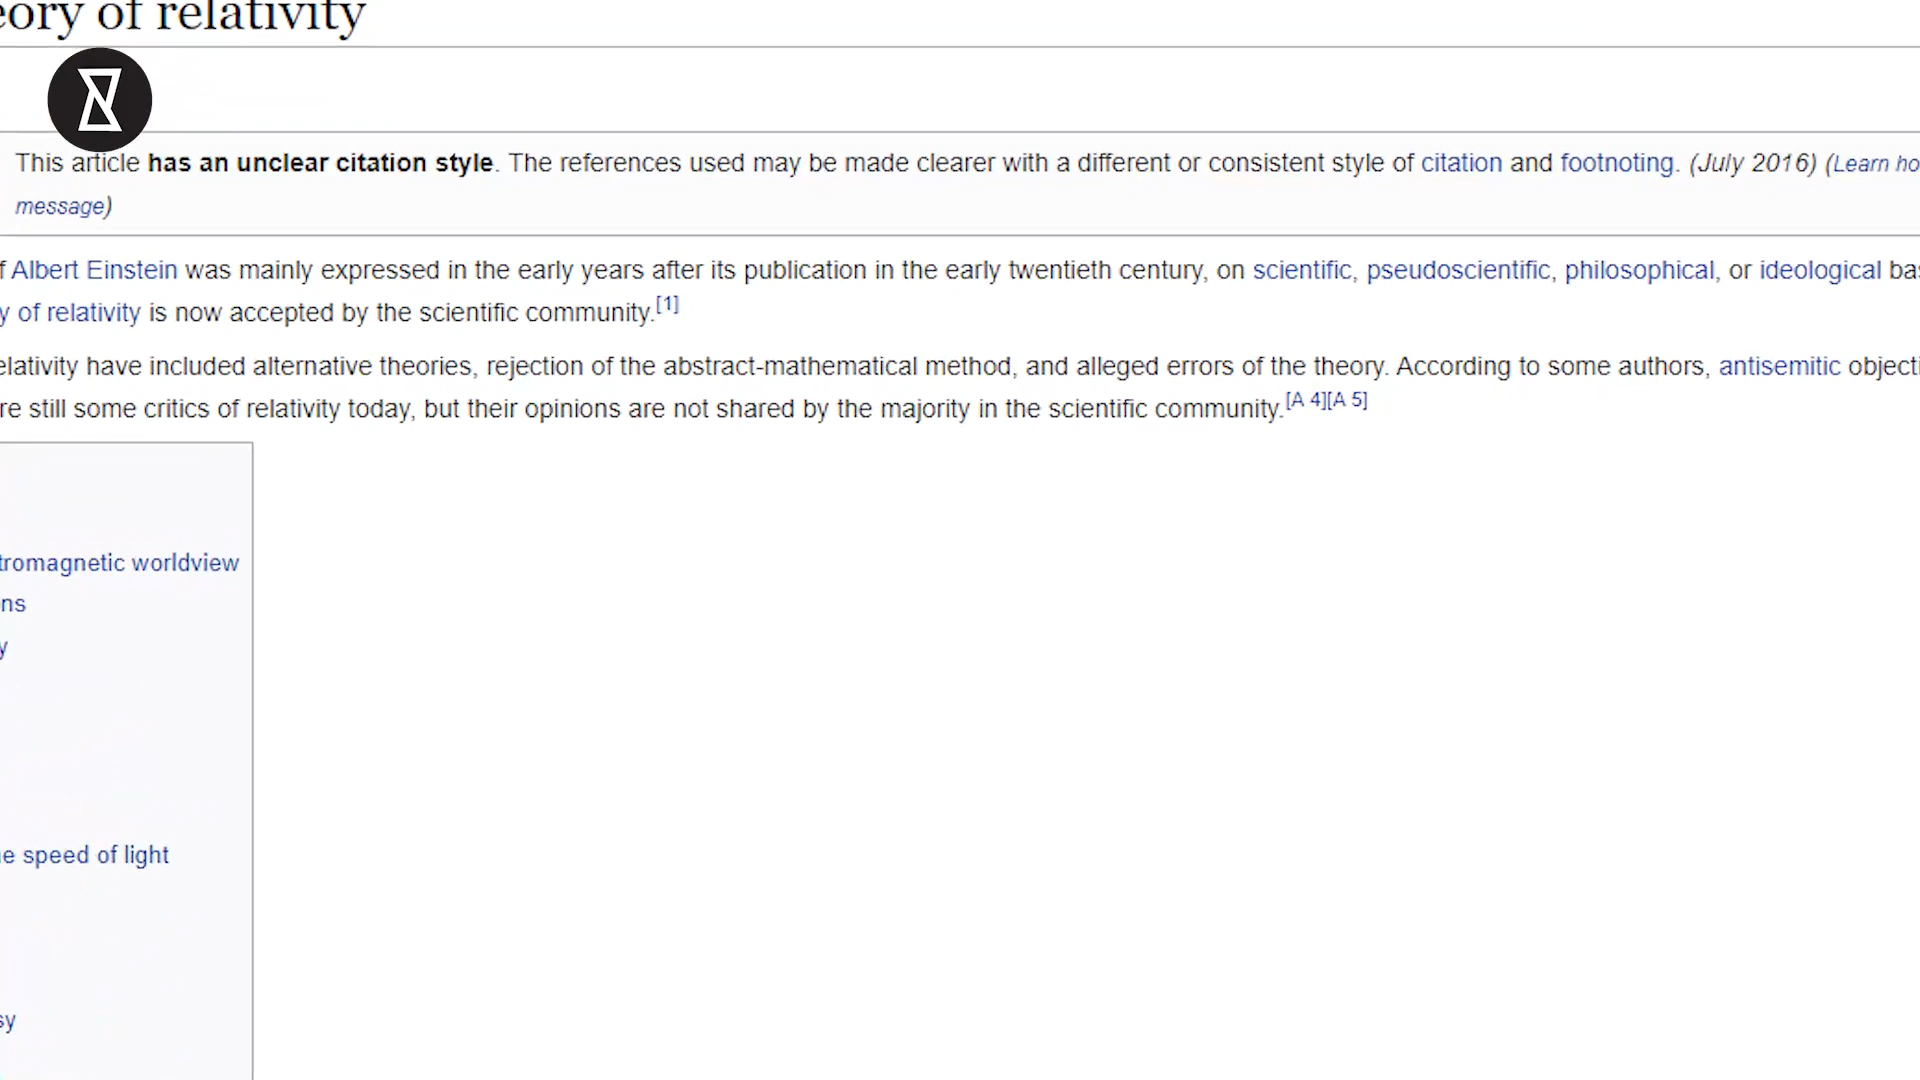 eory of relativity
This article has an unclear citation style. The references used may be made clearer with a different or consistent style of citation and footnoting. (July 2016) (Learn ho
message)
f Albert Einstein was mainly expressed in the early years after its publication in the early twentieth century, on scientific, pseudoscientific, philosophical, or ideological bas
y of relativity is now accepted by the scientific community.[1]
elativity have included alternative theories, rejection of the abstract-mathematical method, and alleged errors of the theory. According to some authors, antisemitic objecti
re still some critics of relativity today, but their opinions are not shared by the majority in the scientific community.[A 4][A 5]
tromagnetic worldview
ns
y
e speed of light
sy